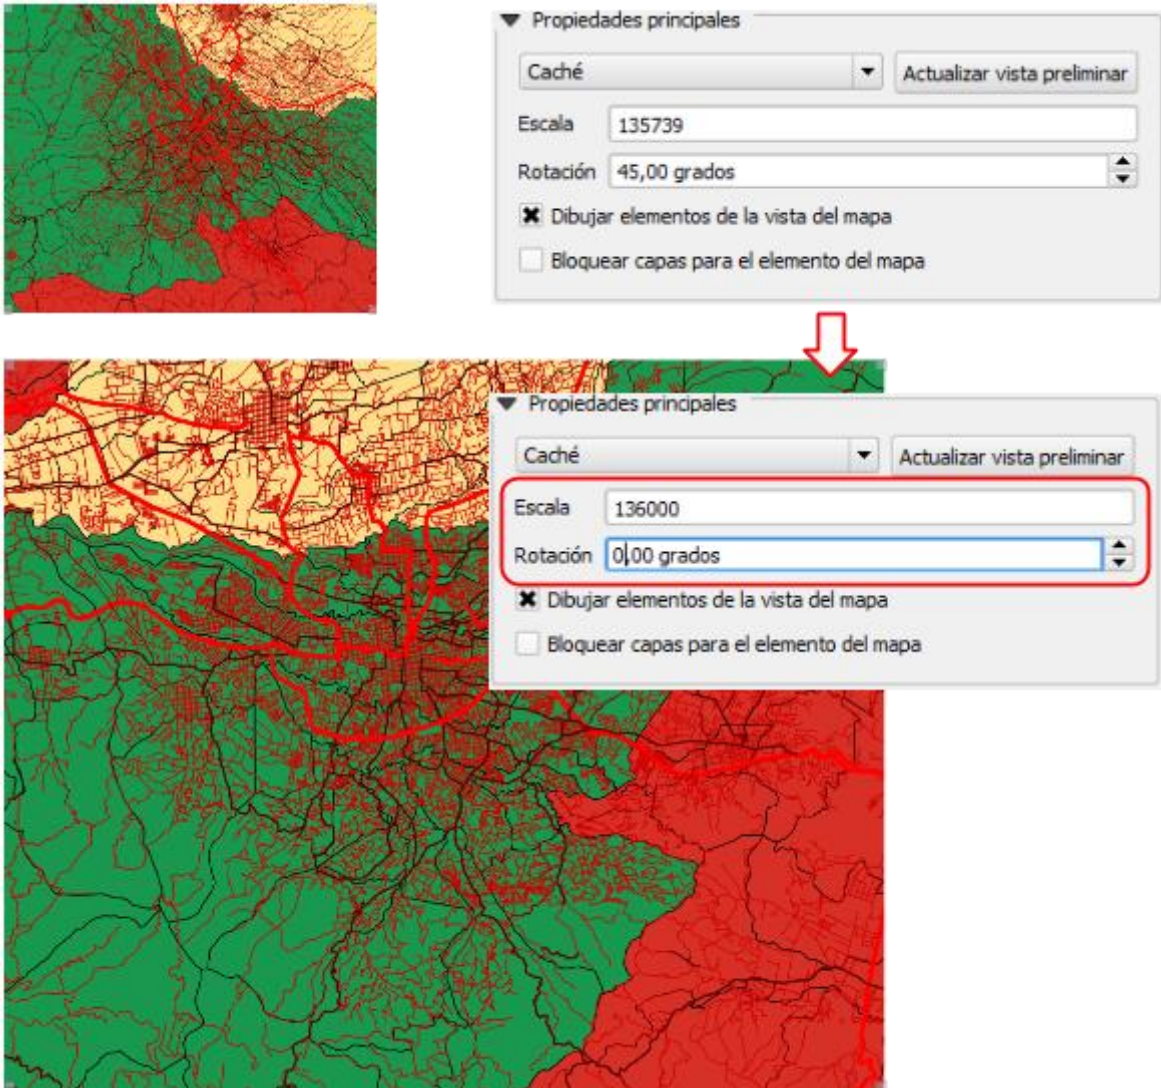 Propiedades principales
Caché
Actualizar vista preliminar
Escala 135739
Rotación 45,00 grados
Dibujar elementos de la vista del mapa
Bloquear capas para el elemento del mapa
Propiedades principales
Caché
Actualizar vista preliminar
Escala 136000
Rotación 0,00 grados
Dibujar elementos de la vista del mapa
Bloquear capas para el elemento del mapa